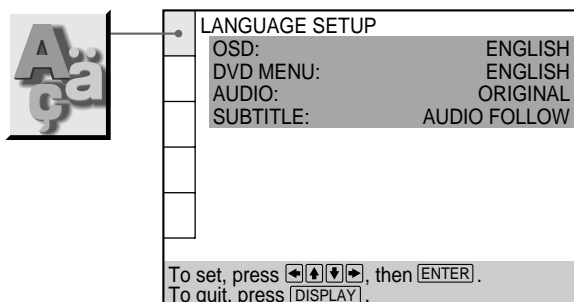 Aäç
LANGUAGE SETUP
OSD: ENGLISH
DVD MENU: ENGLISH
AUDIO: ORIGINAL
SUBTITLE: AUDIO FOLLOW
To set, press ←↑↓→, then ENTER.
To quit, press DISPLAY.